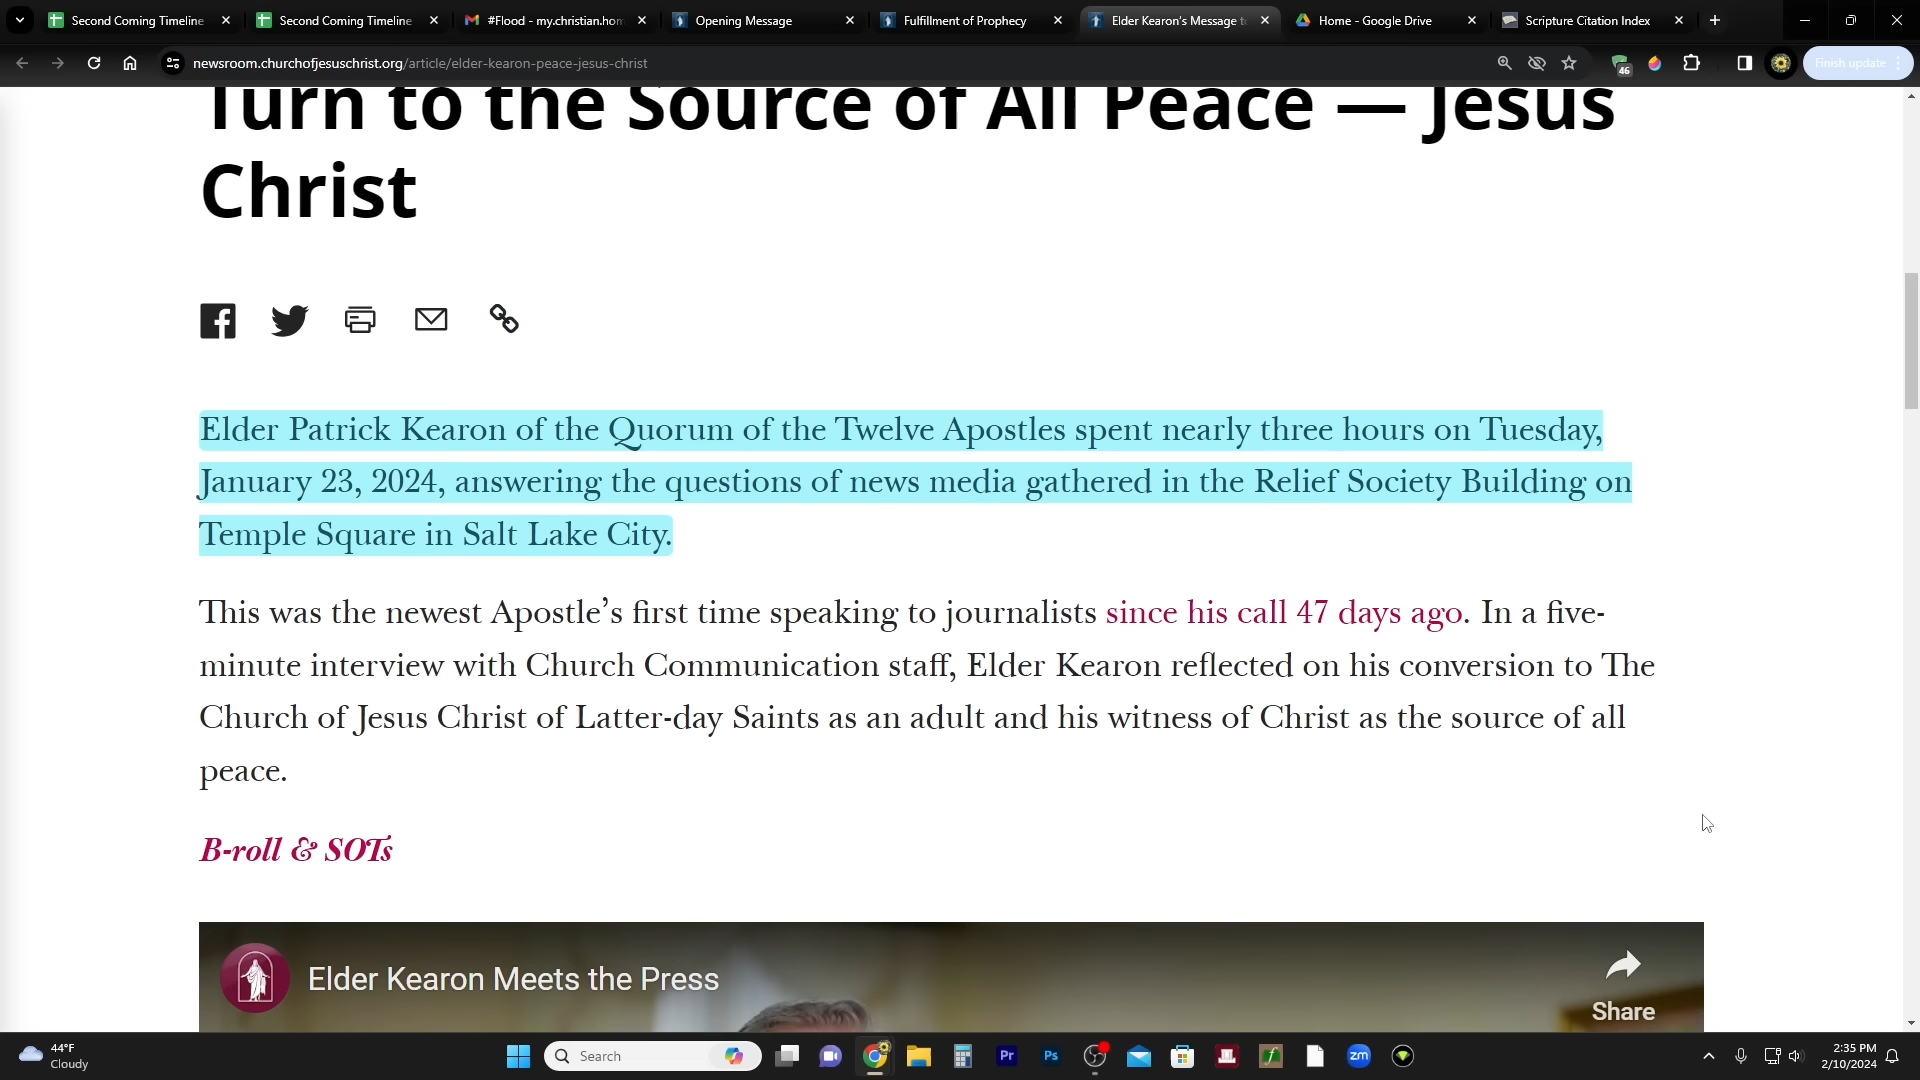 Second Coming Timeline
Second Coming Timeline
#Flood - my.christian.hom
Opening Message
Fulfillment of Prophecy
Elder Kearon's Message t
Home - Google Drive
Scripture Citation Index
newsroom.churchofjesuschrist.org/article/elder-kearon-peace-jesus-christ
46
Finish update
Turn to the Source of All Peace — Jesus
Christ
Elder Patrick Kearon of the Quorum of the Twelve Apostles spent nearly three hours on Tuesday,
January 23, 2024, answering the questions of news media gathered in the Relief Society Building on
Temple Square in Salt Lake City.
This was the newest Apostle’s first time speaking to journalists since his call 47 days ago. In a five-
minute interview with Church Communication staff, Elder Kearon reflected on his conversion to The
Church of Jesus Christ of Latter-day Saints as an adult and his witness of Christ as the source of all
peace.
B-roll & SOTs
Elder Kearon Meets the Press
Share
44°F
Cloudy
Search
Pr
Ps
f
zm
2:35 PM
2/10/2024